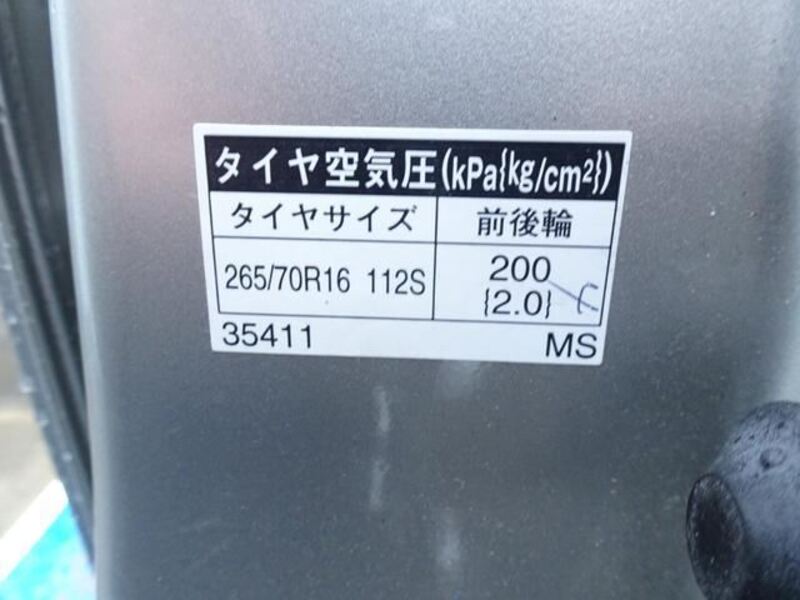 タイヤ空気圧(kPa{kg/cm²})
タイヤサイズ 前後輪
265/70R16 112S 200
{2.0}
35411 MS